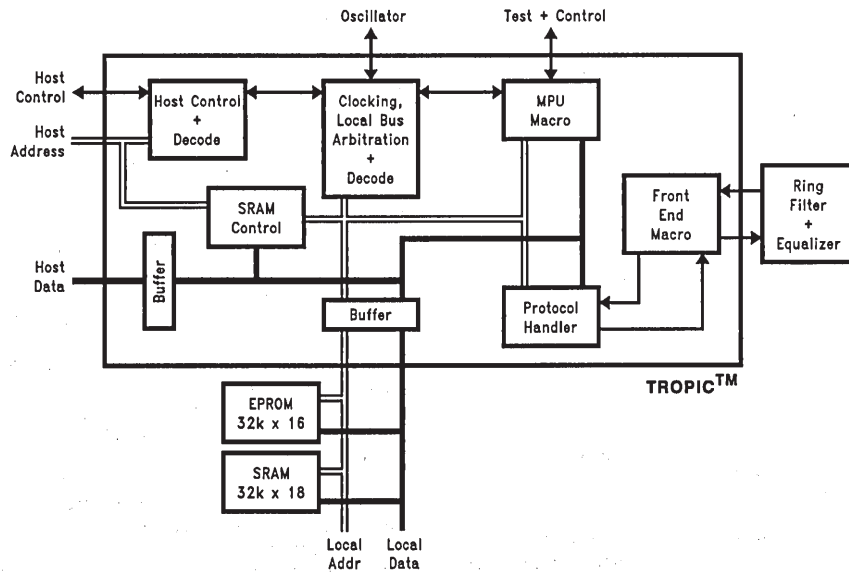 Oscillator
Test + Control
Host
Control
Host Control
+
Decode
Clocking,
Local Bus
Arbitration
+
Decode
MPU
Macro
Host
Address
SRAM
Control
Front
End
Macro
Ring
Filter
+
Equalizer
Host
Data
Buffer
Buffer
Protocol
Handler
TROPIC™
EPROM
32k x 16
SRAM
32k x 18
Local
Addr
Local
Data